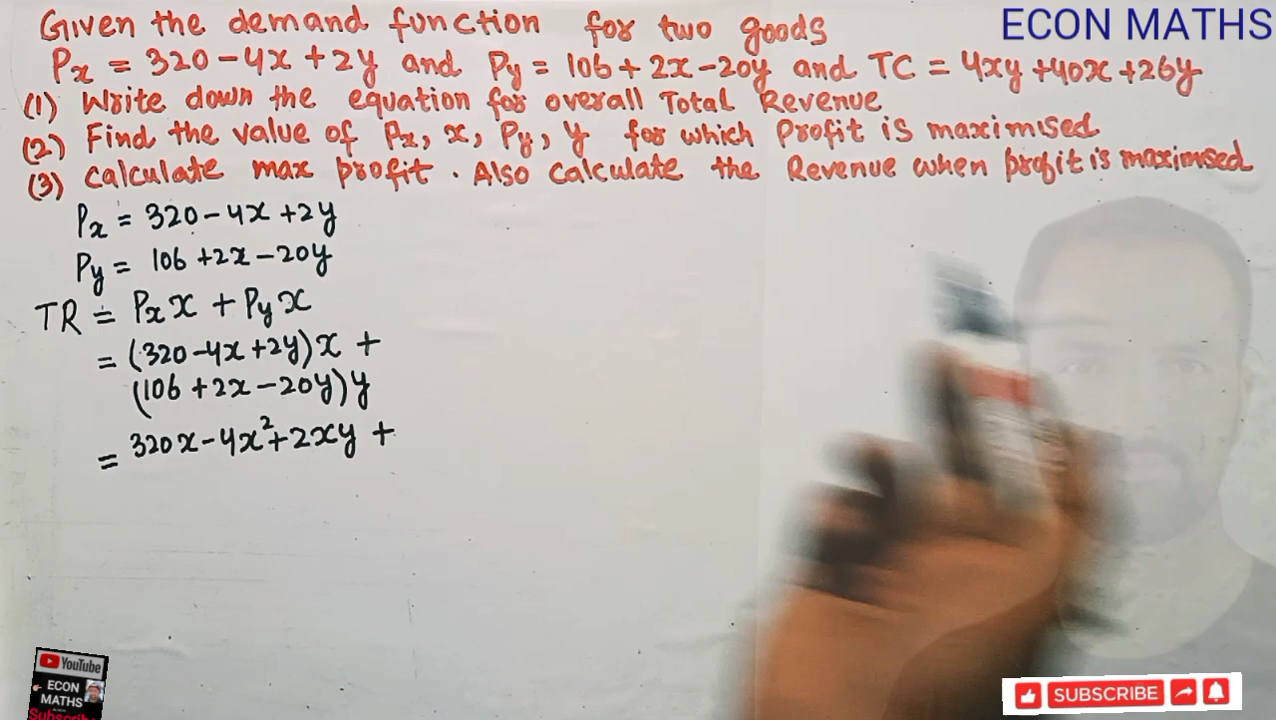 Given the demand function for two goods
ECON MATHS
Px = 320 - 4x + 2y and Py = 106 + 2x - 20y and TC = 4xy + 40x + 26y
(1) Write down the equation for overall Total Revenue
(2) Find the value of Px, x, Py, y for which Profit is maximised
(3) Calculate max profit. Also Calculate the Revenue when profit is maximised
Px = 320 - 4x + 2y
Py = 106 + 2x - 20y
TR = Px x + Py x
= (320 - 4x + 2y)x +
(106 + 2x - 20y)y
= 320x - 4x² + 2xy +
YouTube
ECON
MATHS
Subscribe
SUBSCRIBE